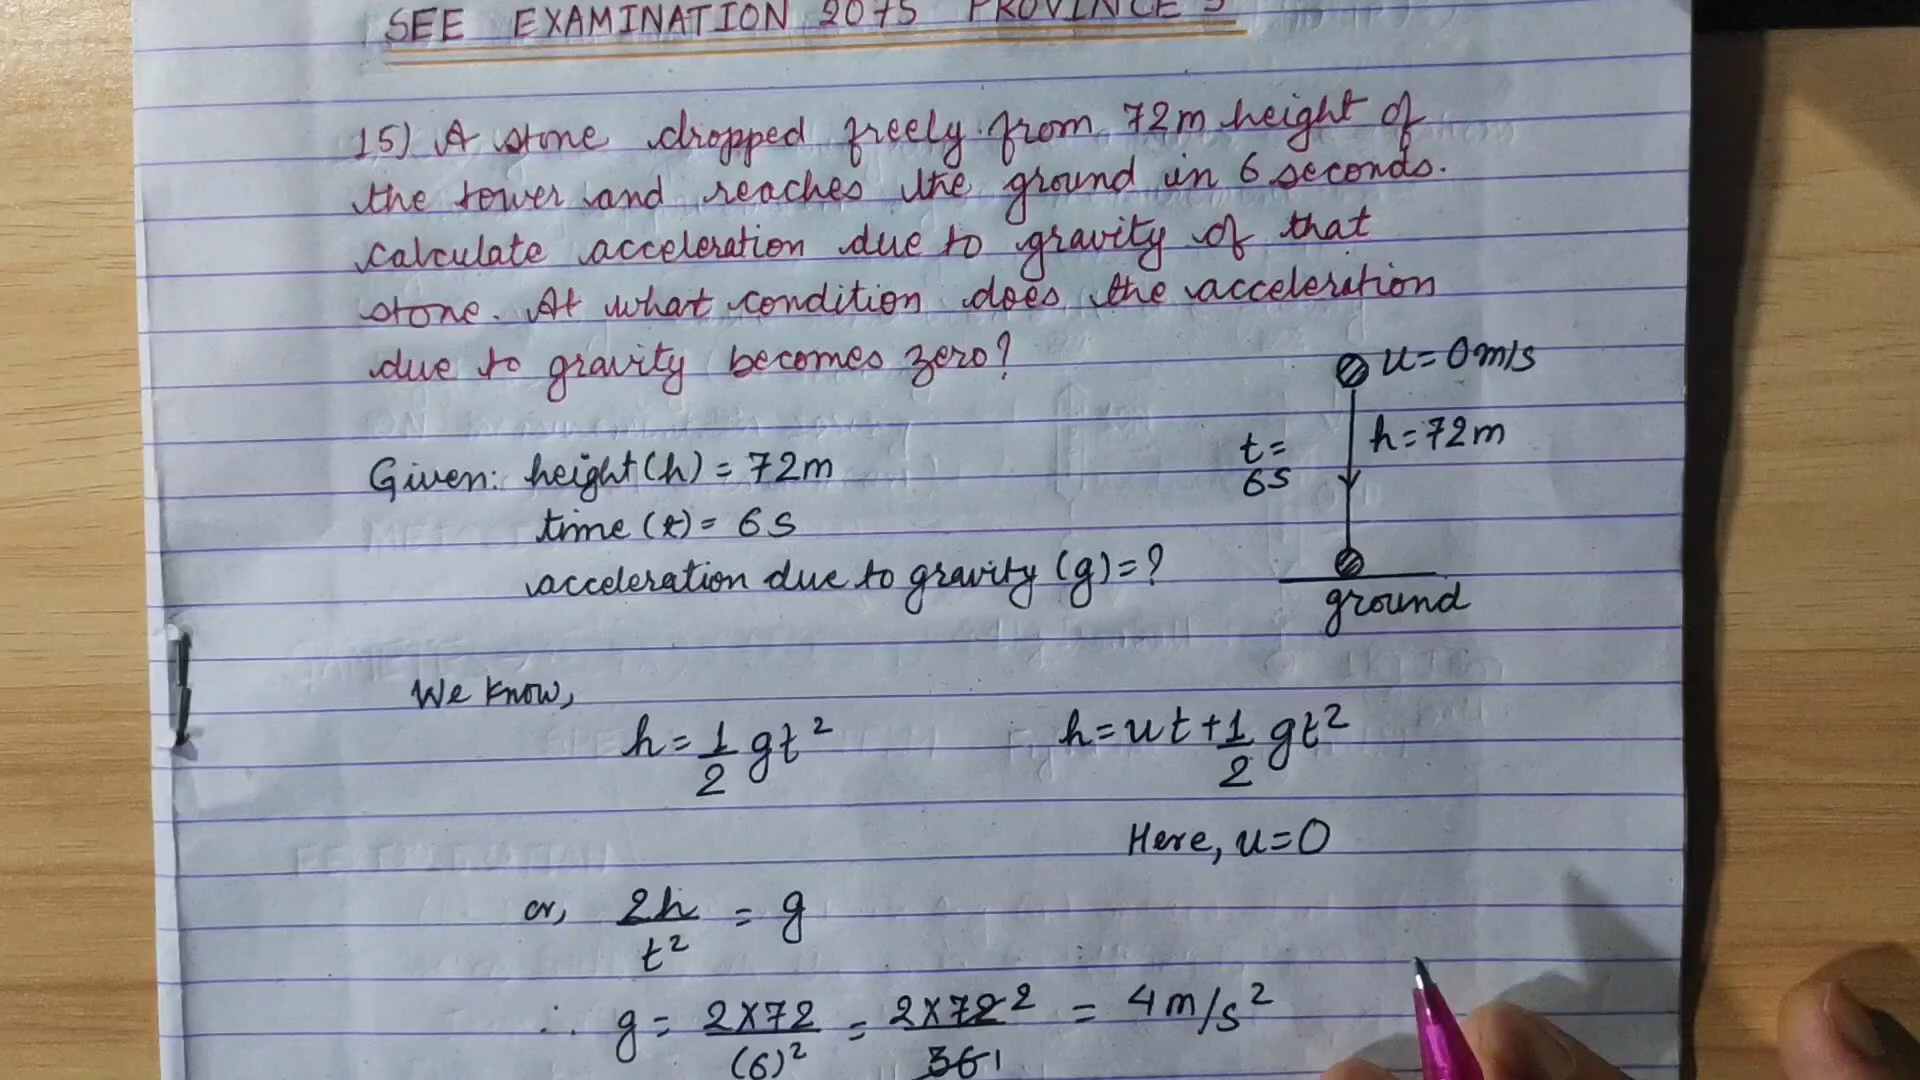 SEE EXAMINATION 2075 PROVINCE
15) A stone dropped freely from 72m height of
the tower and reaches the ground in 6 seconds.
calculate acceleration due to gravity of that
stone. At what condition does the acceleration
due to gravity becomes zero?
u=0m/s
t=
6s
h=72m
ground
Given: height(h)=72m
time (t)= 6s
acceleration due to gravity (g)=?
We know,
h=1/2 gt²
h=ut+1/2 gt²
Here, u=0
or, 2h/t² = g
∴ g= 2×72/(6)² = 2×72 2/36 1 = 4m/s²